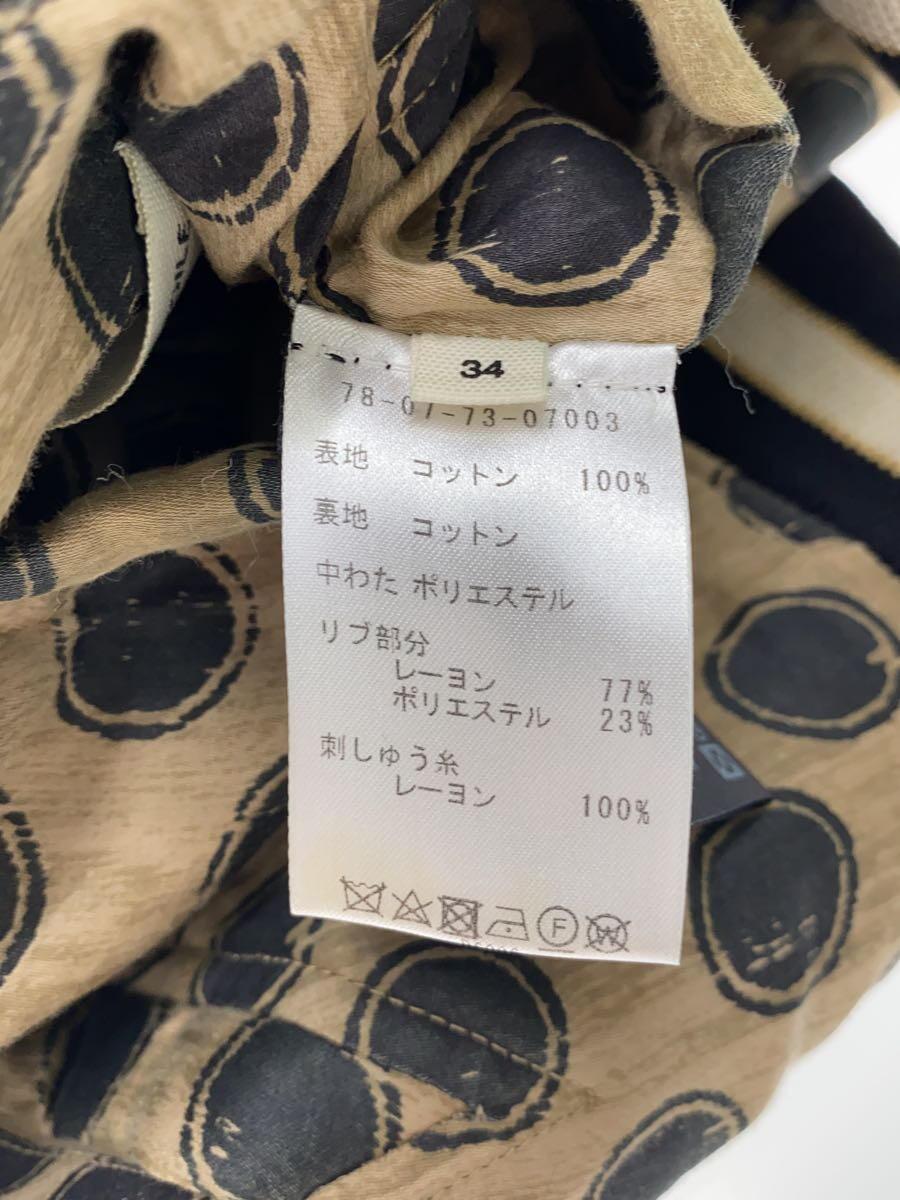 34
78-07-73-07003
表地 コットン 100%
裏地 コットン
中わた ポリエステル
リブ部分
レーヨン 77%
ポリエステル 23%
刺しゅう糸
レーヨン 100%
F
W